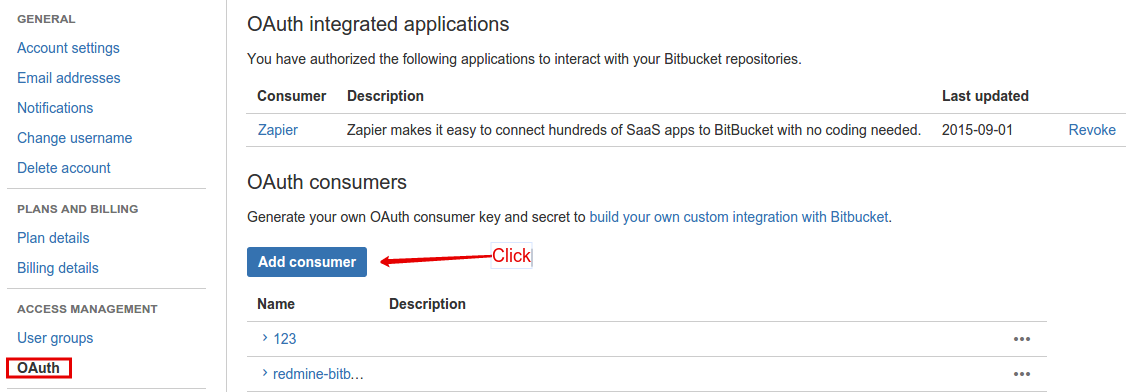 GENERAL
Account settings
Email addresses
Notifications
Change username
Delete account
PLANS AND BILLING
Plan details
Billing details
ACCESS MANAGEMENT
User groups
OAuth
OAuth integrated applications
You have authorized the following applications to interact with your Bitbucket repositories.
Consumer Description Last updated
Zapier Zapier makes it easy to connect hundreds of SaaS apps to BitBucket with no coding needed. 2015-09-01 Revoke
OAuth consumers
Generate your own OAuth consumer key and secret to build your own custom integration with Bitbucket.
Add consumer Click
Name Description
123
redmine-bitb…